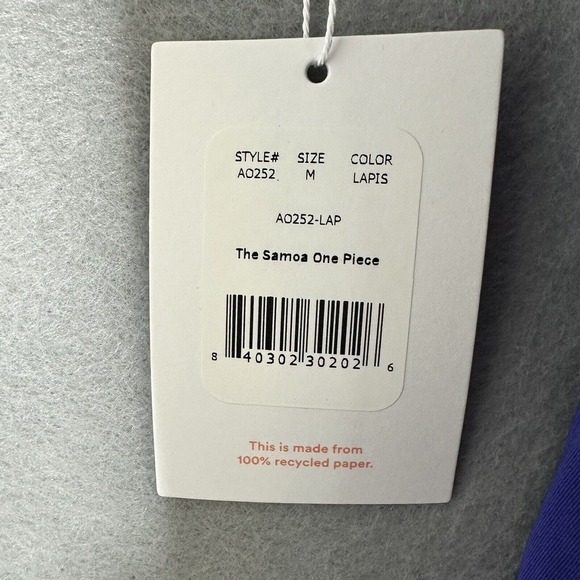 STYLE# SIZE COLOR
AO252 M LAPIS
AO252-LAP
The Samoa One Piece
8 40302 30202 6
This is made from
100% recycled paper.